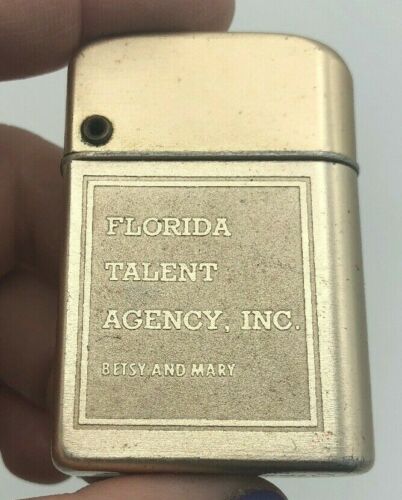 FLORIDA
TALENT
AGENCY, INC.
BETSY AND MARY